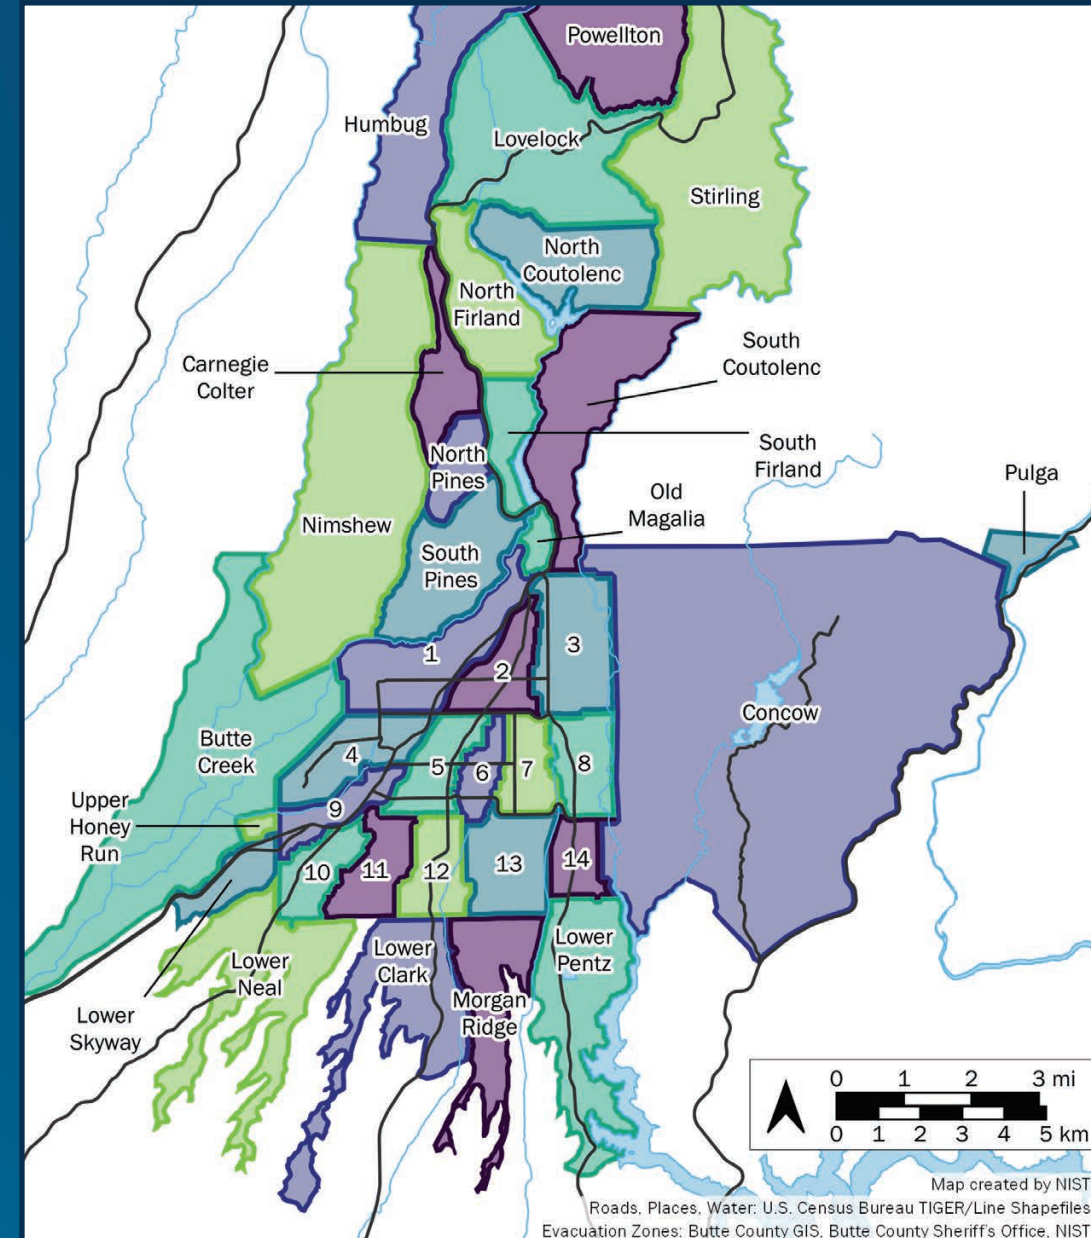 Powellton
Humbug
Lovelock
Stirling
North
Coutolenc
North
Firland
South
Coutolenc
Carnegie
Colter
South
Firland
North
Pines
Pulga
Old
Magalia
Nimshew
South
Pines
1
2
3
Concow
Butte
Creek
4
5
6
7
8
Upper
Honey
Run
9
10
11
12
13
14
Lower
Neal
Lower
Clark
Lower
Pentz
Morgan
Ridge
Lower
Skyway
0 1 2 3 mi
0 1 2 3 4 5 km
Map created by NIST
Roads, Places, Water: U.S. Census Bureau TIGER/Line Shapefiles
Evacuation Zones: Butte County GIS, Butte County Sheriff's Office, NIST